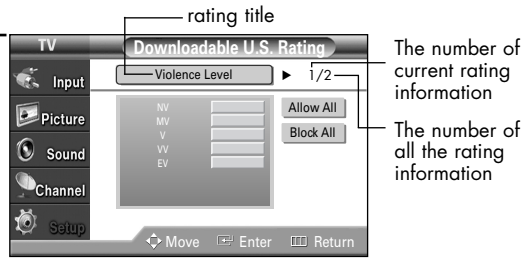 rating title
TV
Downloadable U.S. Rating
Violence Level
► 1/2
The number of
current rating
information
The number of
all the rating
information
Input
Picture
Sound
Channel
Setup
NV
MV
V
VV
EV
Allow All
Block All
Move Enter Return